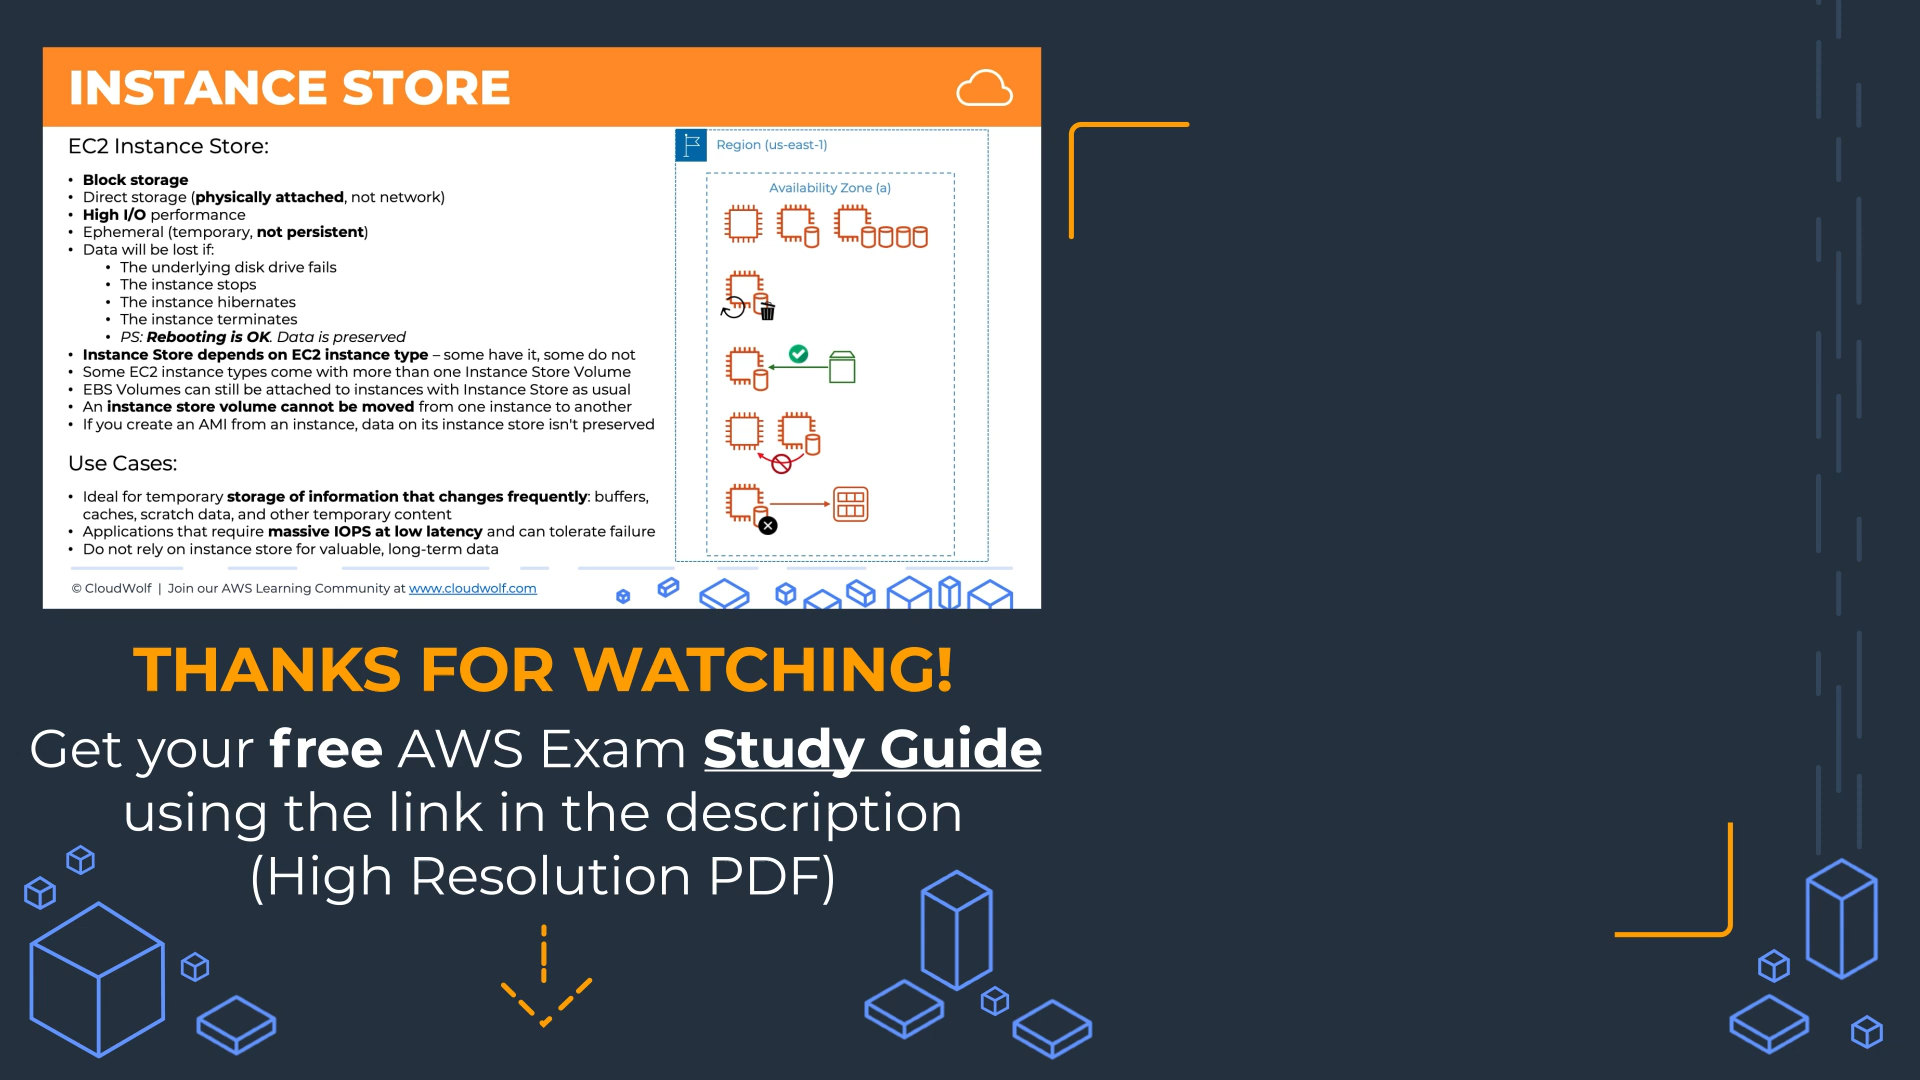 INSTANCE STORE
EC2 Instance Store:
• Block storage
• Direct storage (physically attached, not network)
• High I/O performance
• Ephemeral (temporary, not persistent)
• Data will be lost if:
• The underlying disk drive fails
• The instance stops
• The instance hibernates
• The instance terminates
• PS: Rebooting is OK. Data is preserved
• Instance Store depends on EC2 instance type – some have it, some do not
• Some EC2 instance types come with more than one Instance Store Volume
• EBS Volumes can still be attached to instances with Instance Store as usual
• An instance store volume cannot be moved from one instance to another
• If you create an AMI from an instance, data on its instance store isn't preserved
Use Cases:
• Ideal for temporary storage of information that changes frequently: buffers,
caches, scratch data, and other temporary content
• Applications that require massive IOPS at low latency and can tolerate failure
• Do not rely on instance store for valuable, long-term data
Region (us-east-1)
Availability Zone (a)
© CloudWolf | Join our AWS Learning Community at www.cloudwolf.com
THANKS FOR WATCHING!
Get your free AWS Exam Study Guide
using the link in the description
(High Resolution PDF)